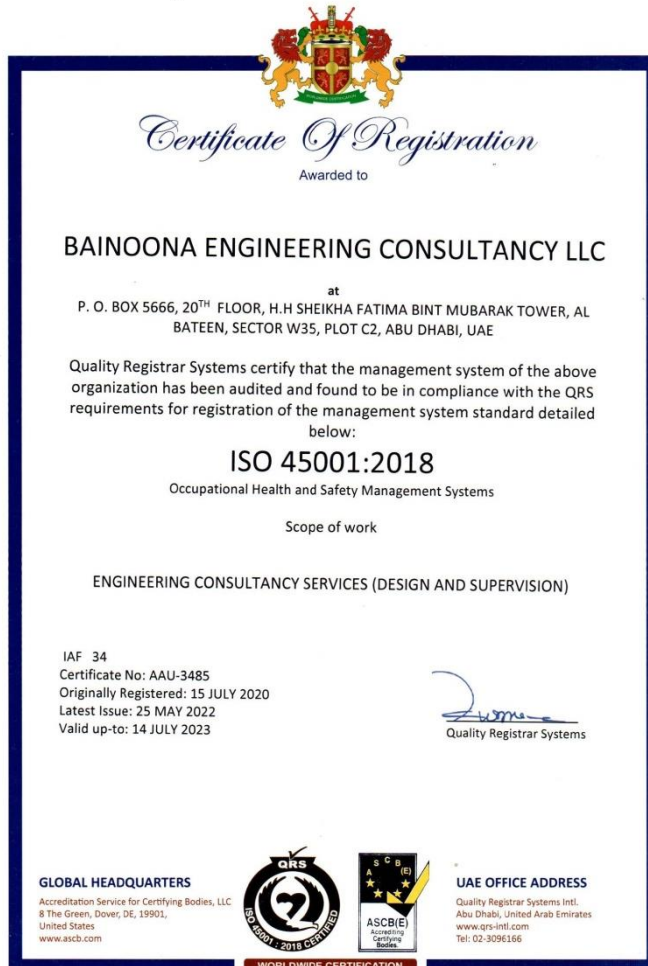 WORLDWIDE CERTIFICATION
Certificate Of Registration
Awarded to
BAINOONA ENGINEERING CONSULTANCY LLC
at
P. O. BOX 5666, 20TH FLOOR, H.H SHEIKHA FATIMA BINT MUBARAK TOWER, AL
BATEEN, SECTOR W35, PLOT C2, ABU DHABI, UAE
Quality Registrar Systems certify that the management system of the above
organization has been audited and found to be in compliance with the QRS
requirements for registration of the management system standard detailed
below:
ISO 45001:2018
Occupational Health and Safety Management Systems
Scope of work
ENGINEERING CONSULTANCY SERVICES (DESIGN AND SUPERVISION)
IAF 34
Certificate No: AAU-3485
Originally Registered: 15 JULY 2020
Latest Issue: 25 MAY 2022
Valid up-to: 14 JULY 2023
Quality Registrar Systems
GLOBAL HEADQUARTERS
Accreditation Service for Certifying Bodies, LLC
8 The Green, Dover, DE, 19901,
United States
www.ascb.com
QRS
ISO 45001 : 2018 CERTIFIED
A S C B (E)
ASCB(E)
Accrediting
Certifying
Bodies.
UAE OFFICE ADDRESS
Quality Registrar Systems Intl.
Abu Dhabi, United Arab Emirates
www.qrs-intl.com
Tel: 02-3096166
WORLDWIDE CERTIFICATION